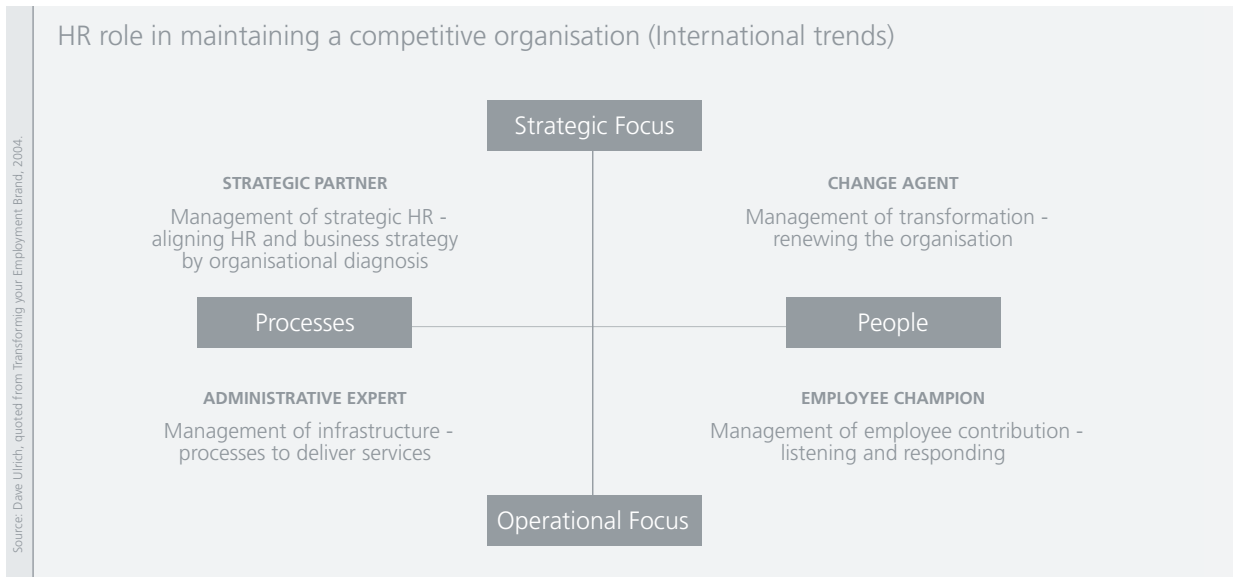 HR role in maintaining a competitive organisation (International trends)
Strategic Focus
STRATEGIC PARTNER
Management of strategic HR -
aligning HR and business strategy
by organisational diagnosis
CHANGE AGENT
Management of transformation -
renewing the organisation
Processes
People
ADMINISTRATIVE EXPERT
Management of infrastructure -
processes to deliver services
EMPLOYEE CHAMPION
Management of employee contribution -
listening and responding
Operational Focus
Source: Dave Ulrich, quoted from Transformig your Employment Brand, 2004.